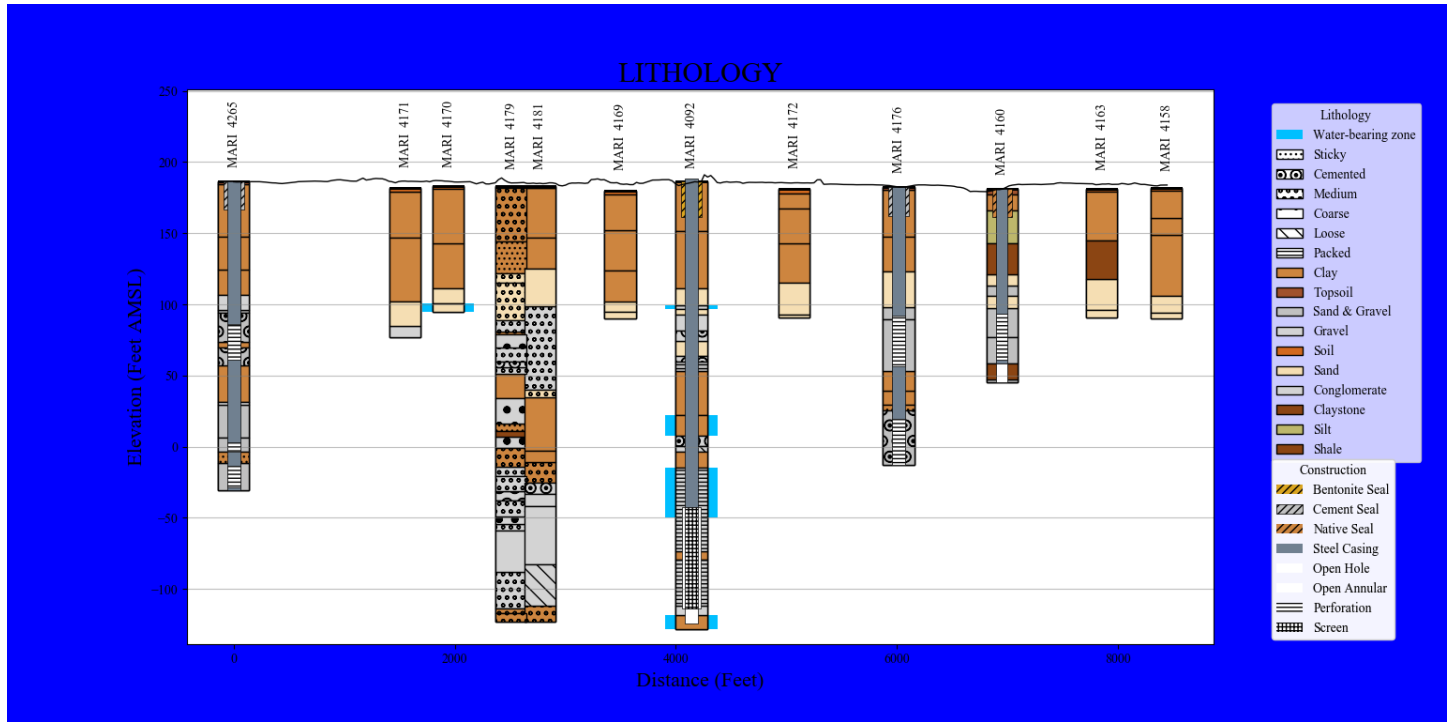 LITHOLOGY
MARI 4265
MARI 4171
MARI 4170
MARI 4179
MARI 4181
MARI 4169
MARI 4092
MARI 4172
MARI 4176
MARI 4160
MARI 4163
MARI 4158
Elevation (Feet AMSL)
250
200
150
100
50
0
−50
−100
0
2000
4000
6000
8000
Distance (Feet)
Lithology
Water-bearing zone
Sticky
Cemented
Medium
Coarse
Loose
Packed
Clay
Topsoil
Sand & Gravel
Gravel
Soil
Sand
Conglomerate
Claystone
Silt
Shale
Construction
Bentonite Seal
Cement Seal
Native Seal
Steel Casing
Open Hole
Open Annular
Perforation
Screen